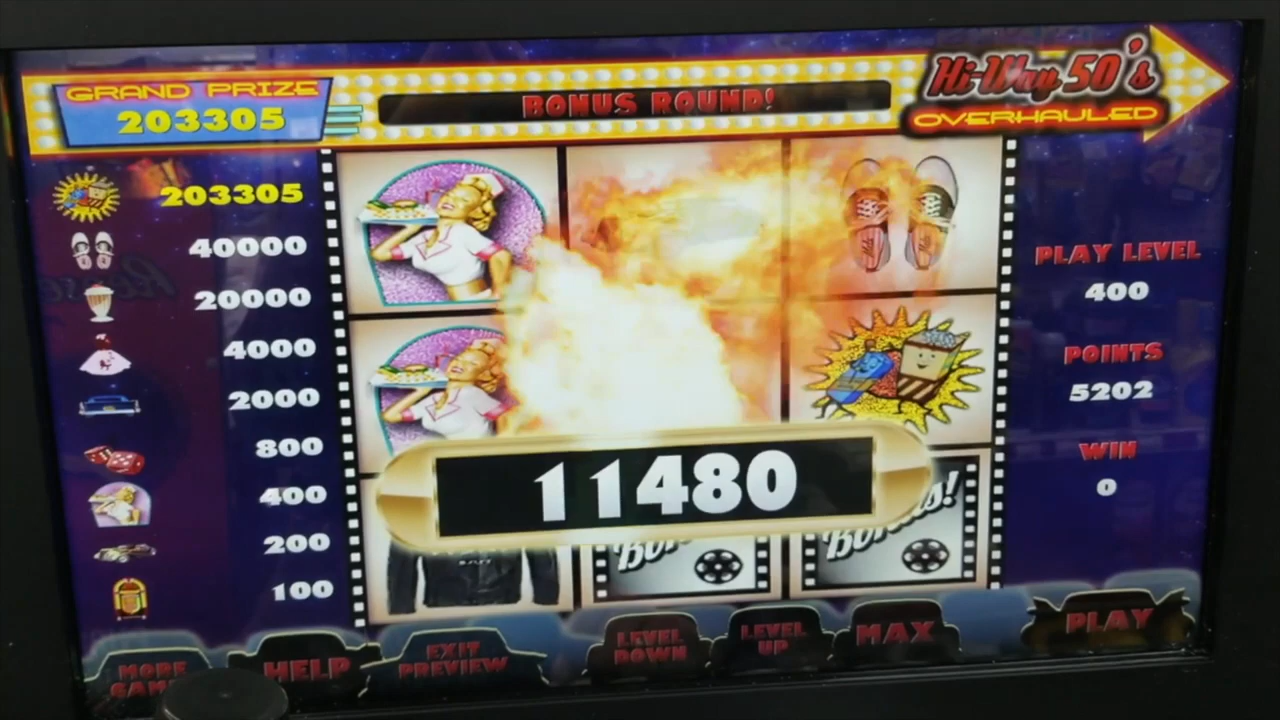 GRAND PRIZE
203305
BONUS ROUND!
Hi-Way 50's
OVERHAULED
203305
40000
20000
4000
2000
800
400
200
100
PLAY LEVEL
400
POINTS
5202
WIN
0
11480
MORE
HELP
EXIT
PREVIEW
LEVEL
DOWN
LEVEL
UP
MAX
PLAY